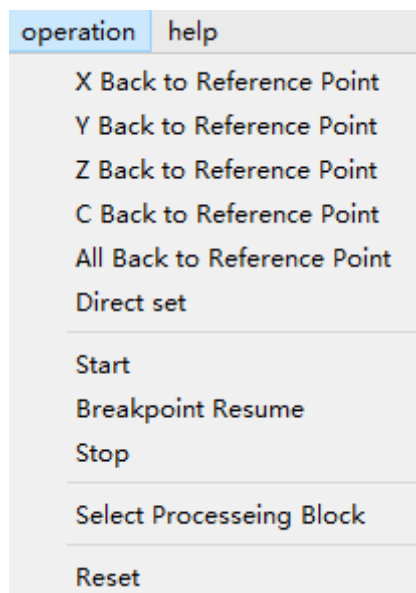 operation help
X Back to Reference Point
Y Back to Reference Point
Z Back to Reference Point
C Back to Reference Point
All Back to Reference Point
Direct set
Start
Breakpoint Resume
Stop
Select Processeing Block
Reset